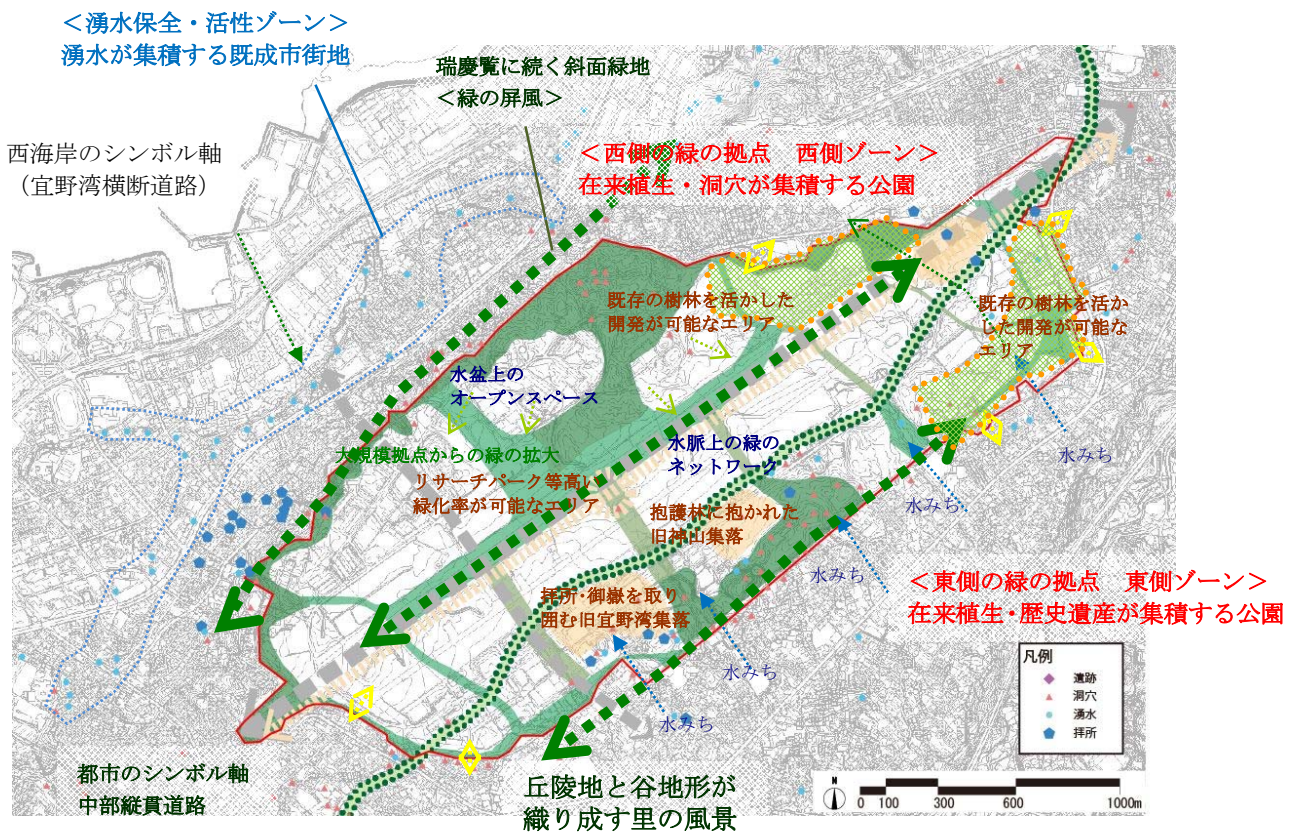 ＜湧水保全・活性ゾーン＞
湧水が集積する既成市街地
瑞慶覧に続く斜面緑地
＜緑の屏風＞
西海岸のシンボル軸
（宜野湾横断道路）
＜西側の緑の拠点　西側ゾーン＞
在来植生・洞穴が集積する公園
既存の樹林を活かした
開発が可能なエリア
既存の樹林を活か
した開発が可能な
エリア
水盆上の
オープンスペース
大規模拠点からの緑の拡大
リサーチパーク等高い
緑化率が可能なエリア
水脈上の緑の
ネットワーク
抱護林に抱かれた
旧神山集落
拝所・御嶽を取り
囲む旧宜野湾集落
水みち
水みち
水みち
水みち
水みち
＜東側の緑の拠点　東側ゾーン＞
在来植生・歴史遺産が集積する公園
凡例
遺跡
洞穴
湧水
拝所
都市のシンボル軸
中部縦貫道路
丘陵地と谷地形が
織り成す里の風景
N
0 100 300 600 1000m